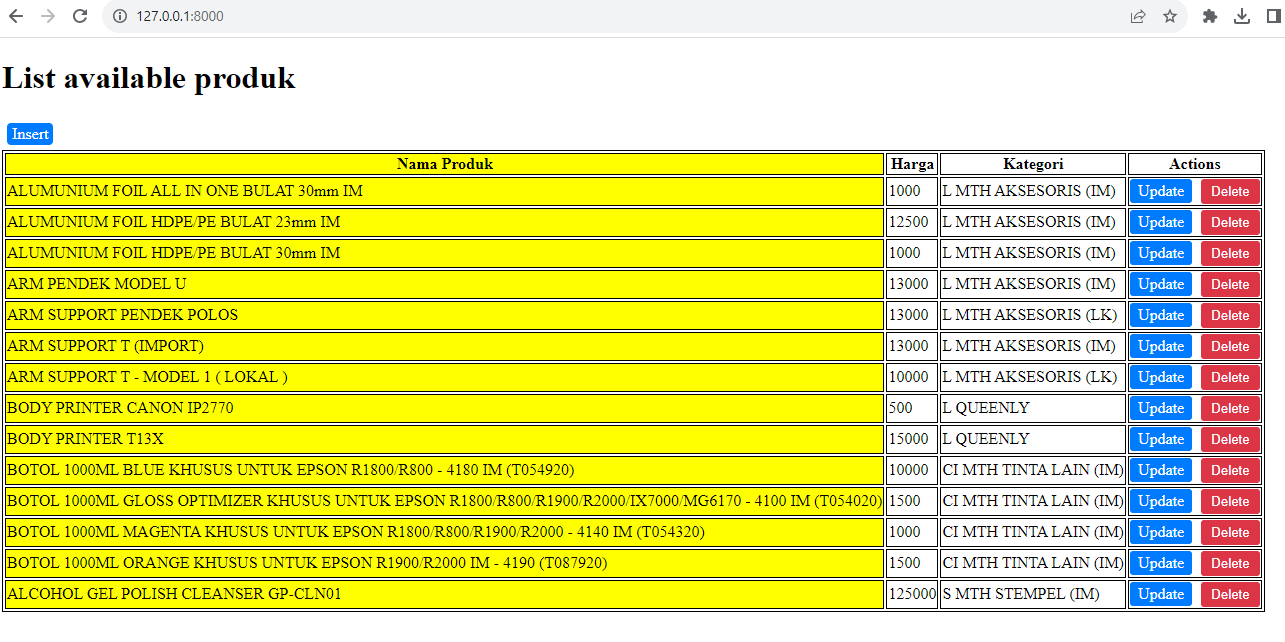 127.0.0.1:8000
List available produk
Insert
Nama Produk Harga Kategori Actions
ALUMUNIUM FOIL ALL IN ONE BULAT 30mm IM 1000 L MTH AKSESORIS (IM) Update Delete
ALUMUNIUM FOIL HDPE/PE BULAT 23mm IM 12500 L MTH AKSESORIS (IM) Update Delete
ALUMUNIUM FOIL HDPE/PE BULAT 30mm IM 1000 L MTH AKSESORIS (IM) Update Delete
ARM PENDEK MODEL U 13000 L MTH AKSESORIS (IM) Update Delete
ARM SUPPORT PENDEK POLOS 13000 L MTH AKSESORIS (LK) Update Delete
ARM SUPPORT T (IMPORT) 13000 L MTH AKSESORIS (IM) Update Delete
ARM SUPPORT T - MODEL 1 ( LOKAL ) 10000 L MTH AKSESORIS (LK) Update Delete
BODY PRINTER CANON IP2770 500 L QUEENLY Update Delete
BODY PRINTER T13X 15000 L QUEENLY Update Delete
BOTOL 1000ML BLUE KHUSUS UNTUK EPSON R1800/R800 - 4180 IM (T054920) 10000 CI MTH TINTA LAIN (IM) Update Delete
BOTOL 1000ML GLOSS OPTIMIZER KHUSUS UNTUK EPSON R1800/R800/R1900/R2000/IX7000/MG6170 - 4100 IM (T054020) 1500 CI MTH TINTA LAIN (IM) Update Delete
BOTOL 1000ML MAGENTA KHUSUS UNTUK EPSON R1800/R800/R1900/R2000 - 4140 IM (T054320) 1000 CI MTH TINTA LAIN (IM) Update Delete
BOTOL 1000ML ORANGE KHUSUS UNTUK EPSON R1900/R2000 IM - 4190 (T087920) 1500 CI MTH TINTA LAIN (IM) Update Delete
ALCOHOL GEL POLISH CLEANSER GP-CLN01 125000 S MTH STEMPEL (IM) Update Delete